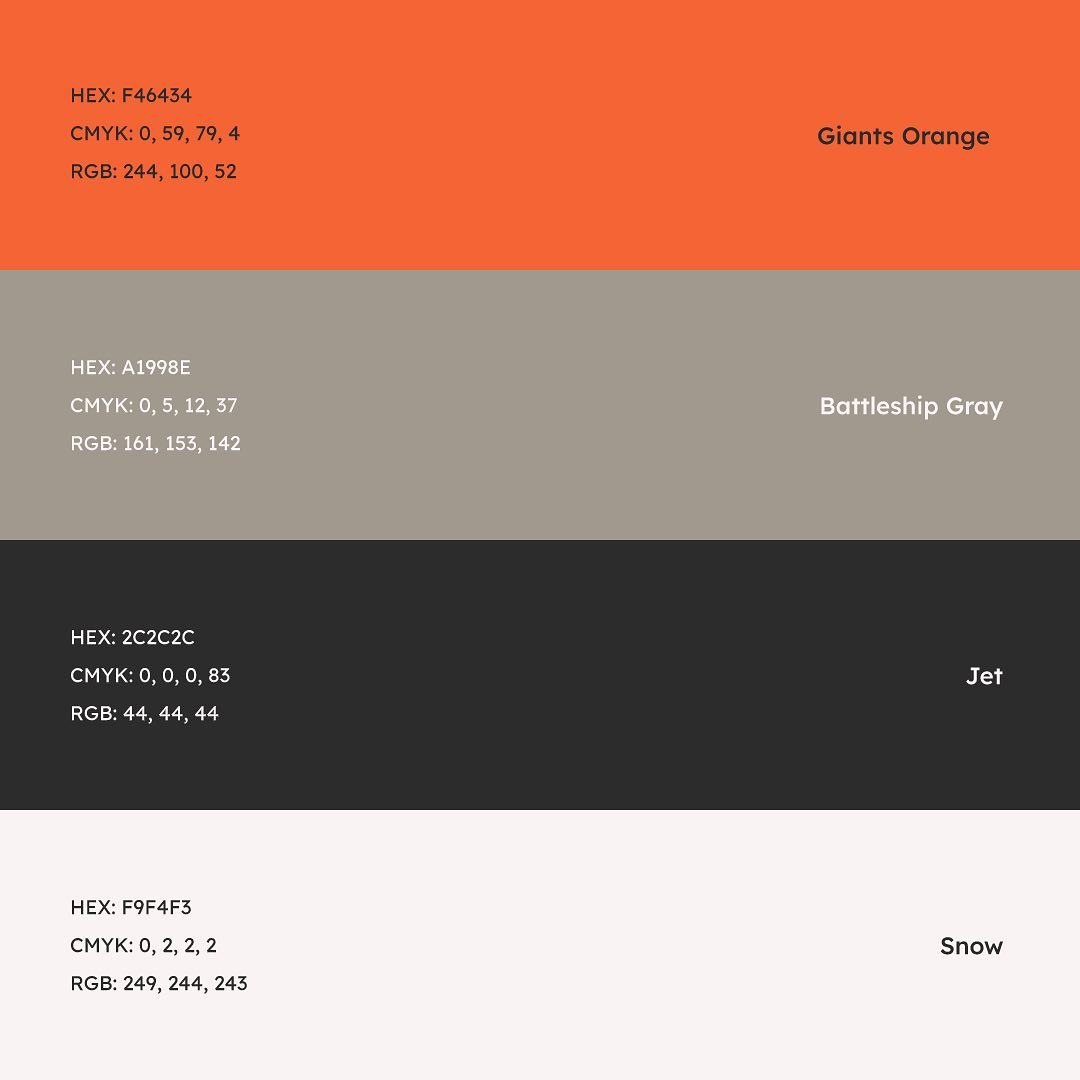 HEX: F46434
CMYK: 0, 59, 79, 4
RGB: 244, 100, 52
Giants Orange
HEX: A1998E
CMYK: 0, 5, 12, 37
RGB: 161, 153, 142
Battleship Gray
HEX: 2C2C2C
CMYK: 0, 0, 0, 83
RGB: 44, 44, 44
Jet
HEX: F9F4F3
CMYK: 0, 2, 2, 2
RGB: 249, 244, 243
Snow